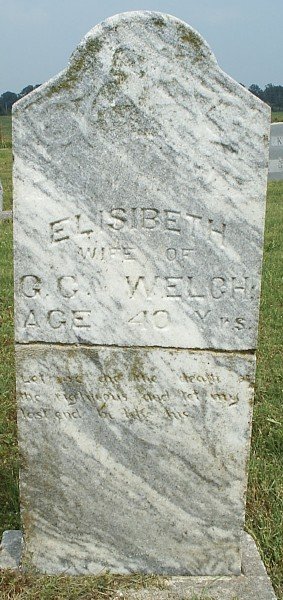 ELISIBETH
WIFE OF
G. C. WELCH.
AGE 40 Yrs.
Let me die the death
the righteous and let my
last end be like his